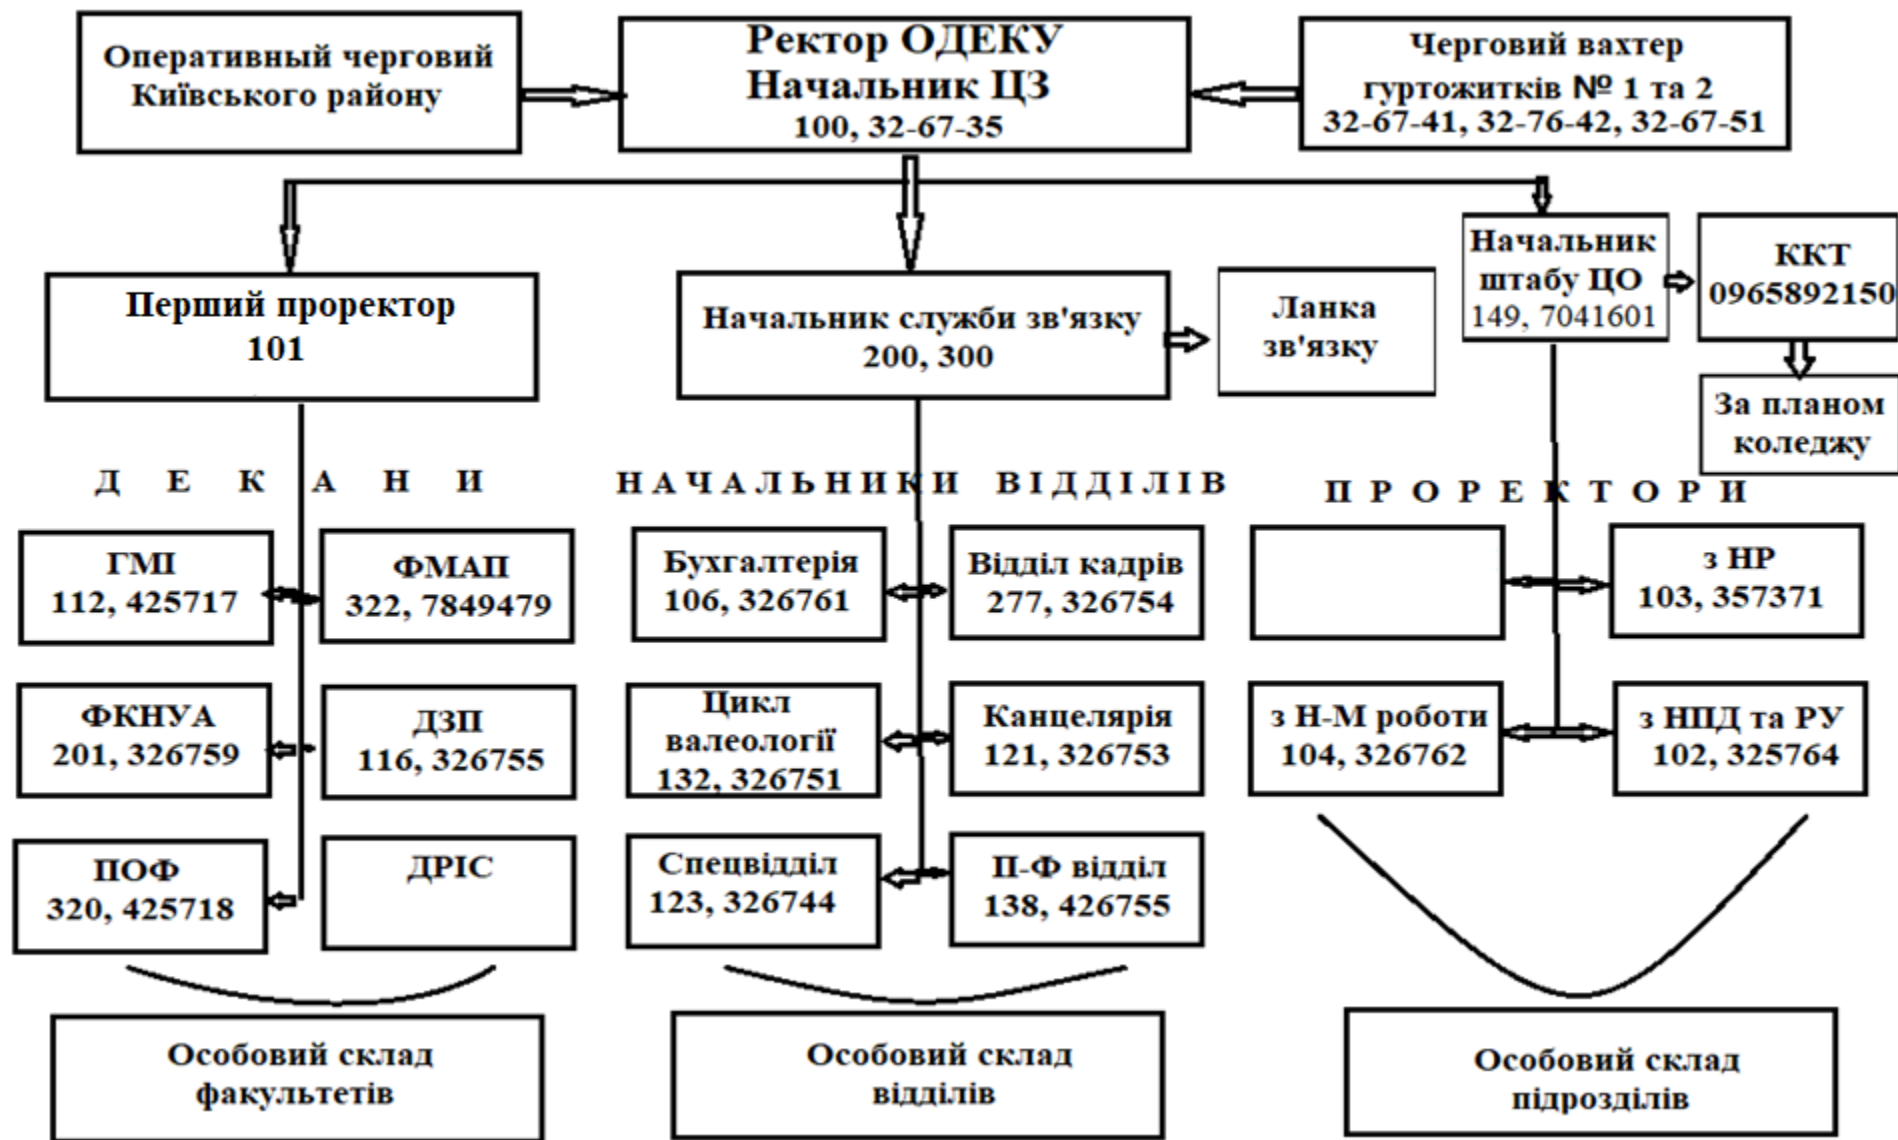 Оперативный черговий
Київського району
Ректор ОДЕКУ
Начальник ЦЗ
100, 32-67-35
Черговий вахтер
гуртожитків № 1 та 2
32-67-41, 32-76-42, 32-67-51
Перший проректор
101
Начальник служби зв'язку
200, 300
Ланка
зв'язку
Начальник
штабу ЦО
149, 7041601
ККТ
0965892150
За планом
коледжу
Д Е К А Н И
НАЧАЛЬНИКИ ВІДДІЛІВ
ПРОРЕКТОРИ
ГМІ
112, 425717
ФМАП
322, 7849479
Бухгалтерія
106, 326761
Відділ кадрів
277, 326754
з НР
103, 357371
ФКНУА
201, 326759
ДЗП
116, 326755
Цикл
валеології
132, 326751
Канцелярія
121, 326753
з Н-М роботи
104, 326762
з НПД та РУ
102, 325764
ПОФ
320, 425718
ДРІС
Спецвідділ
123, 326744
П-Ф відділ
138, 426755
Особовий склад
факультетів
Особовий склад
відділів
Особовий склад
підрозділів